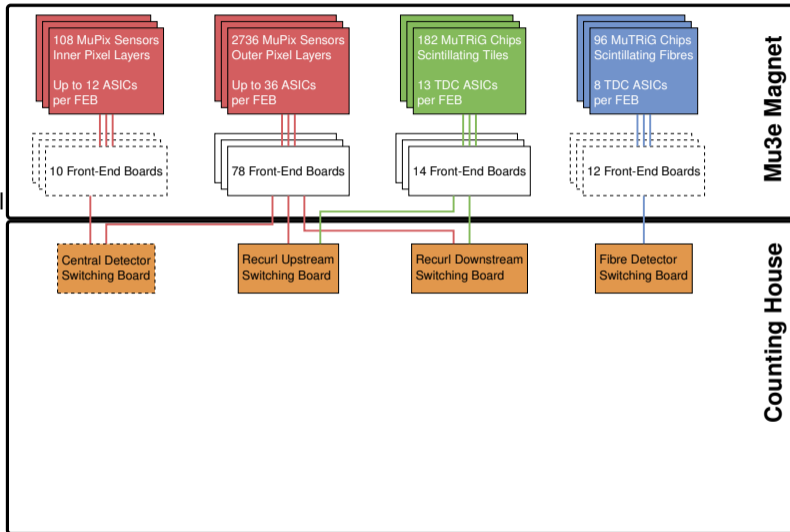 108 MuPix Sensors
Inner Pixel Layers
Up to 12 ASICs
per FEB
2736 MuPix Sensors
Outer Pixel Layers
Up to 36 ASICs
per FEB
182 MuTRiG Chips
Scintillating Tiles
13 TDC ASICs
per FEB
96 MuTRiG Chips
Scintillating Fibres
8 TDC ASICs
per FEB
Mu3e Magnet
10 Front-End Boards
78 Front-End Boards
14 Front-End Boards
12 Front-End Boards
Central Detector
Switching Board
Recurl Upstream
Switching Board
Recurl Downstream
Switching Board
Fibre Detector
Switching Board
Counting House